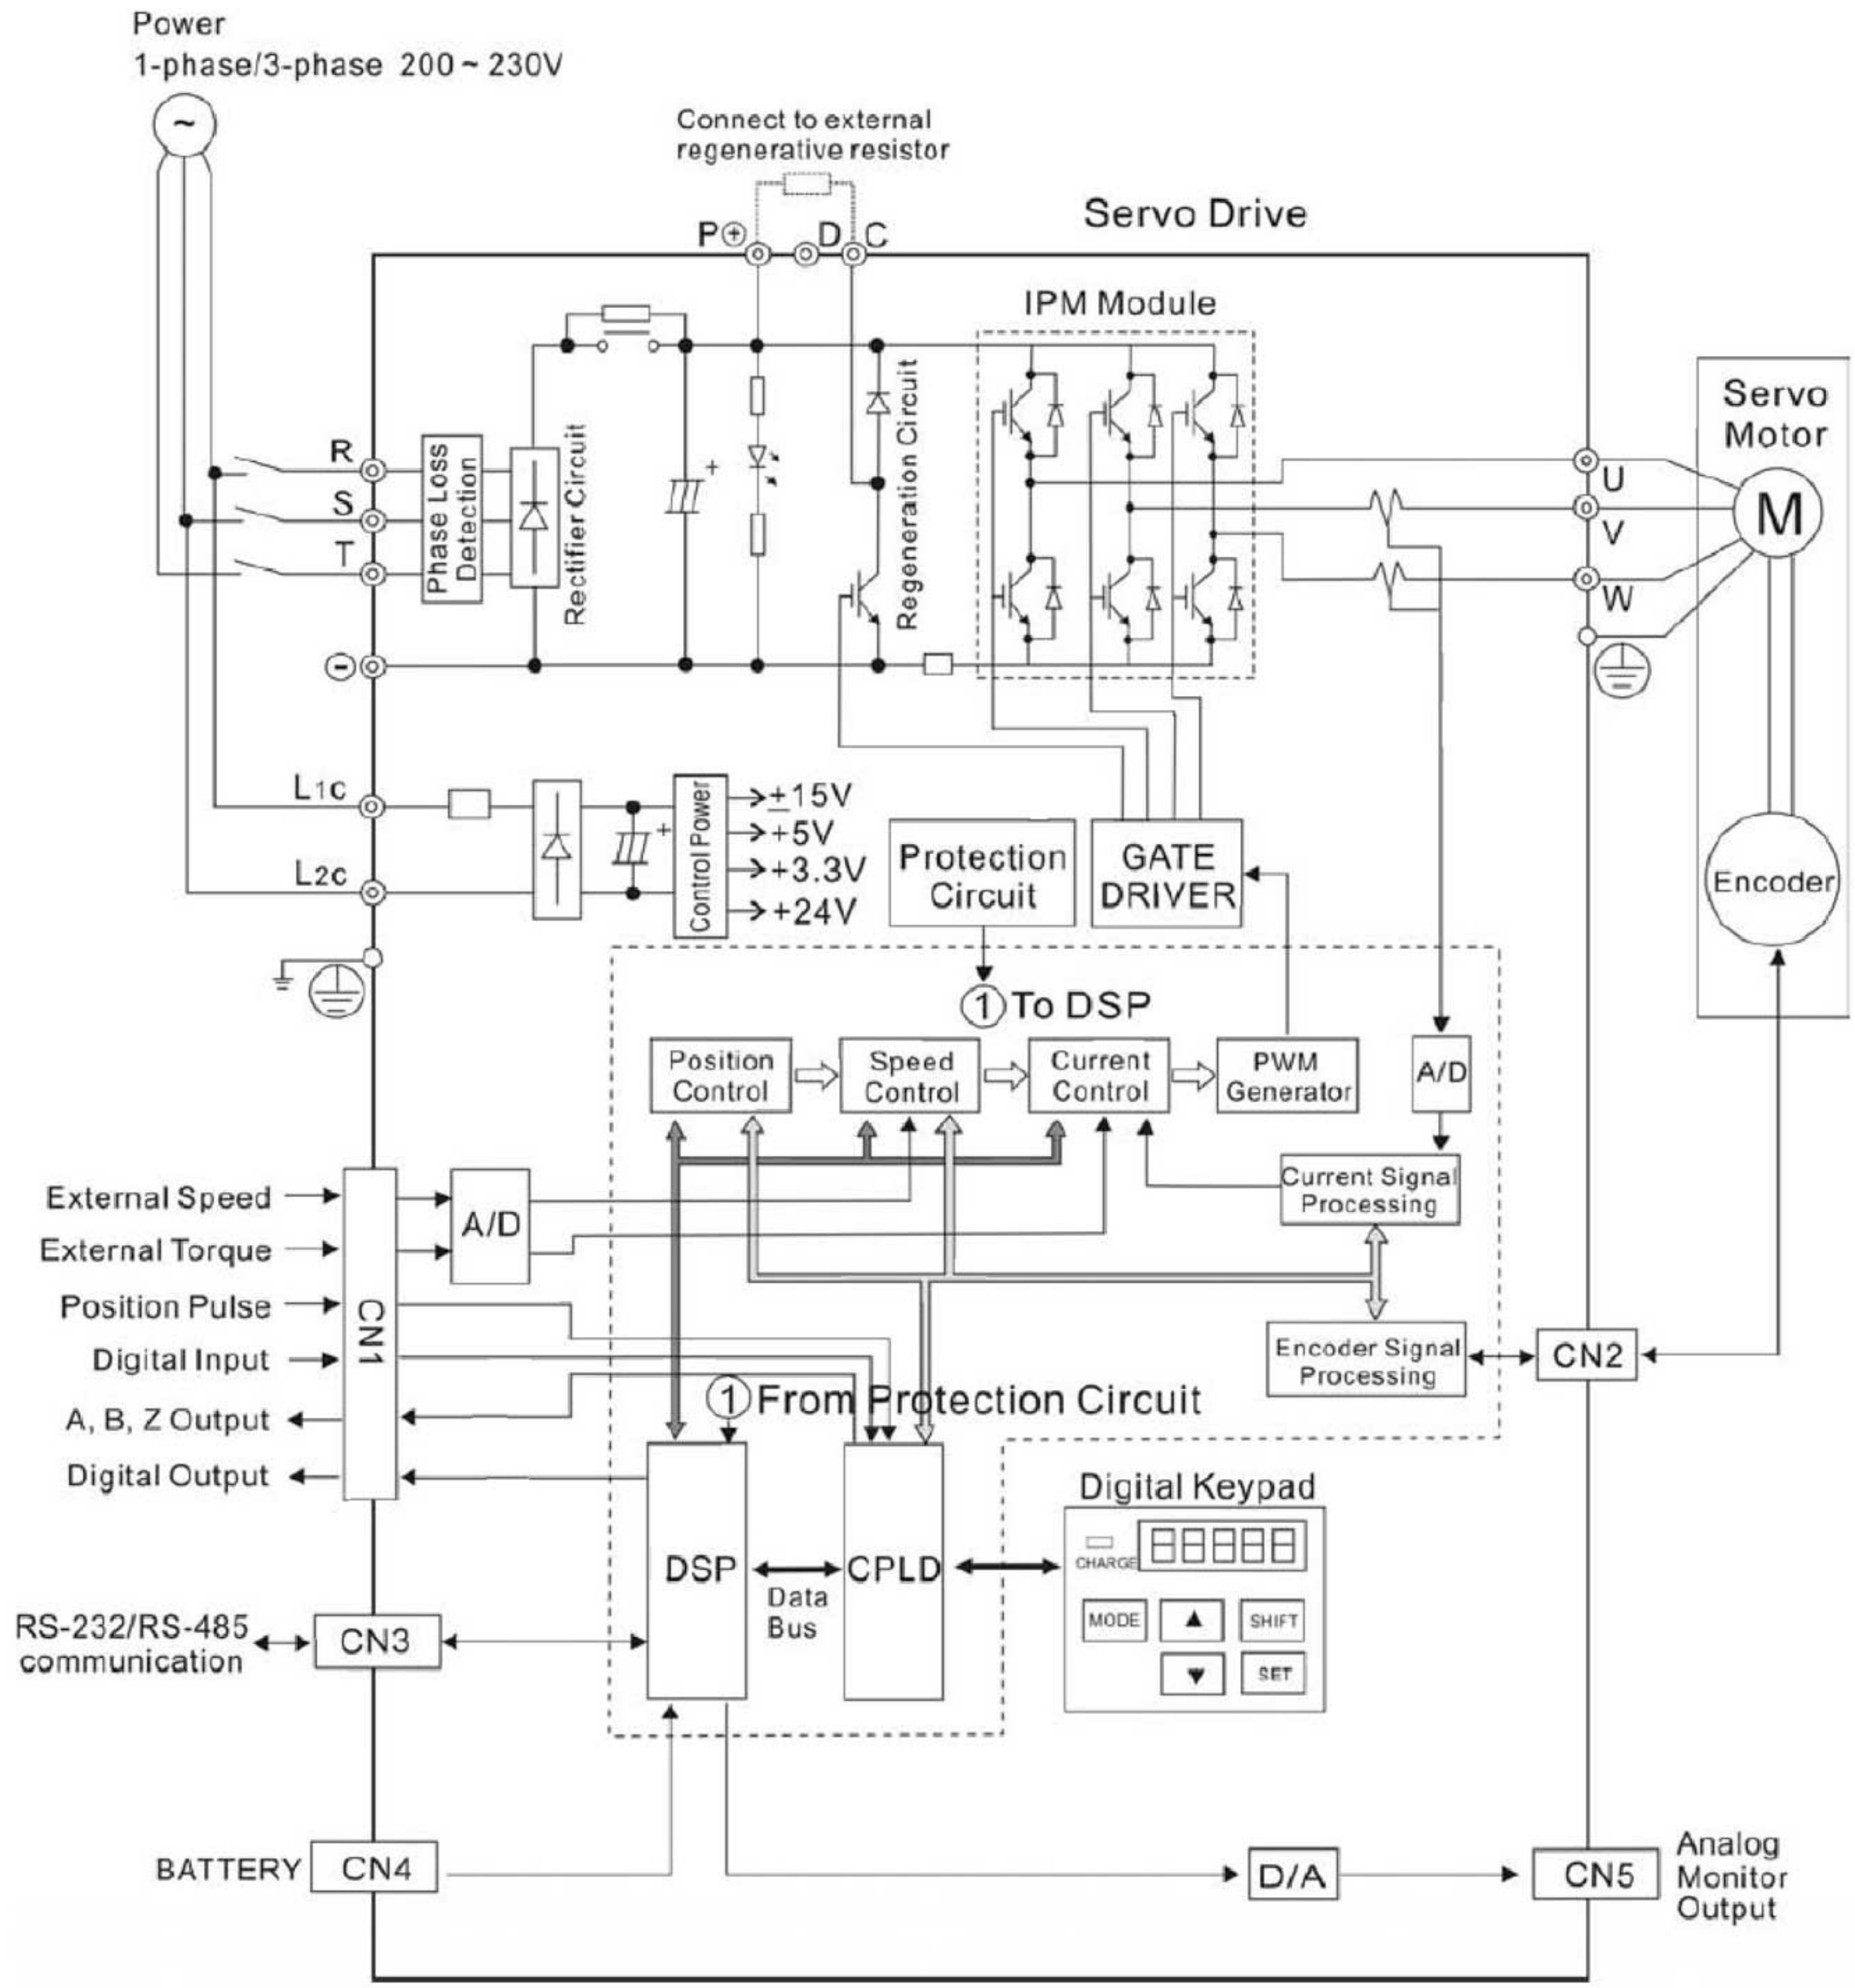 Power
1-phase/3-phase 200 ~ 230V
~
Connect to external
regenerative resistor
Servo Drive
P⊕
D
C
IPM Module
Regeneration Circuit
Servo
Motor
R
S
T
Phase Loss
Detection
Rectifier Circuit
+
U
V
W
M
⊖
L1c
L2c
+
Control Power
±15V
+5V
+3.3V
+24V
Protection
Circuit
GATE
DRIVER
Encoder
① To DSP
Position
Control
Speed
Control
Current
Control
PWM
Generator
A/D
External Speed
External Torque
Position Pulse
Digital Input
A, B, Z Output
Digital Output
CN1
A/D
Current Signal
Processing
Encoder Signal
Processing
CN2
① From Protection Circuit
DSP
Data
Bus
CPLD
Digital Keypad
CHARGE
88888
MODE
▲
SHIFT
▼
SET
RS-232/RS-485
communication
CN3
BATTERY
CN4
D/A
CN5
Analog
Monitor
Output